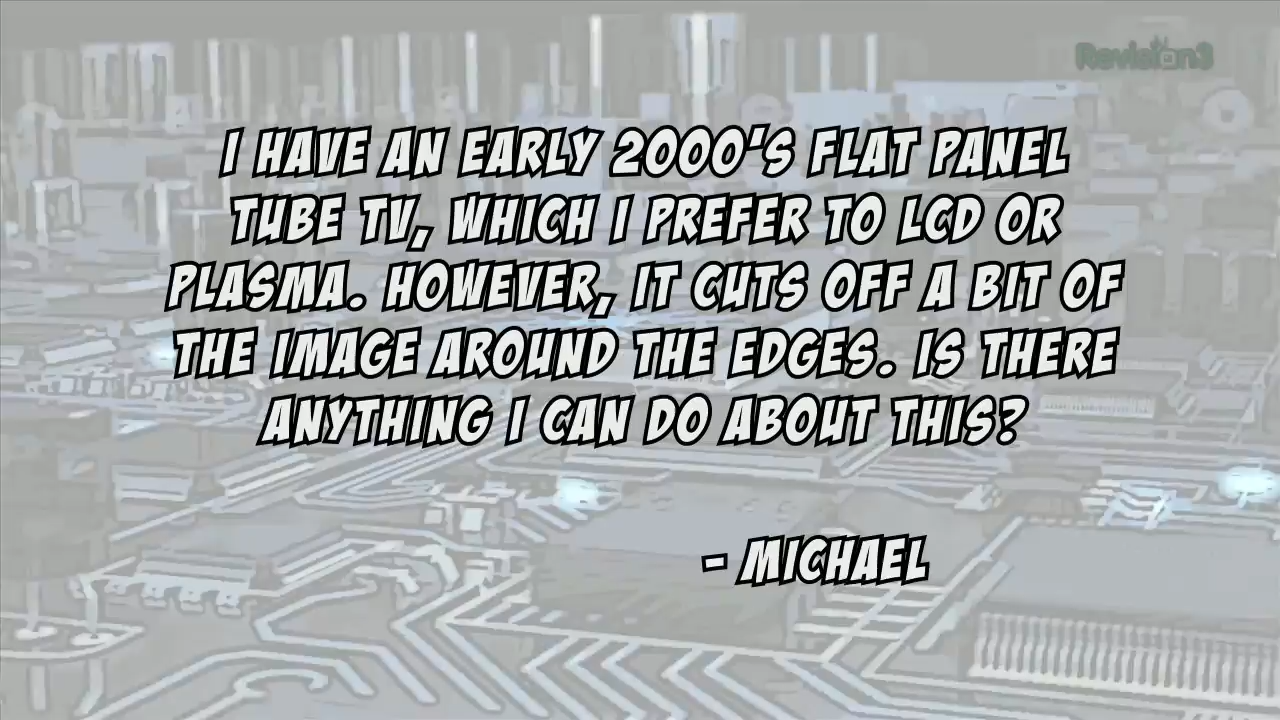 Revision3
I HAVE AN EARLY 2000'S FLAT PANEL
TUBE TV, WHICH I PREFER TO LCD OR
PLASMA. HOWEVER, IT CUTS OFF A BIT OF
THE IMAGE AROUND THE EDGES. IS THERE
ANYTHING I CAN DO ABOUT THIS?
- MICHAEL